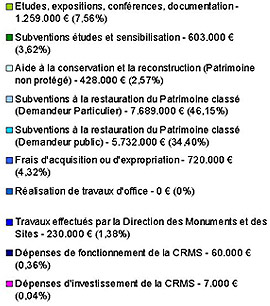 Etudes, expositions, conférences, documentation -
1.259.000 € (7,56%)
Subventions études et sensibilisation - 603.000 €
(3,62%)
Aide à la conservation et la reconstruction (Patrimoine
non protégé) - 428.000 € (2,57%)
Subventions à la restauration du Patrimoine classé
(Demandeur Particulier) - 7.689.000 € (46,15%)
Subventions à la restauration du Patrimoine classé
(Demandeur public) - 5.732.000 € (34,40%)
Frais d'acquisition ou d'expropriation - 720.000 €
(4,32%)
Réalisation de travaux d'office - 0 € (0%)
Travaux effectués par la Direction des Monuments et des
Sites - 230.000 € (1,38%)
Dépenses de fonctionnement de la CRMS - 60.000 €
(0,36%)
Dépenses d'investissement de la CRMS - 7.000 €
(0,04%)